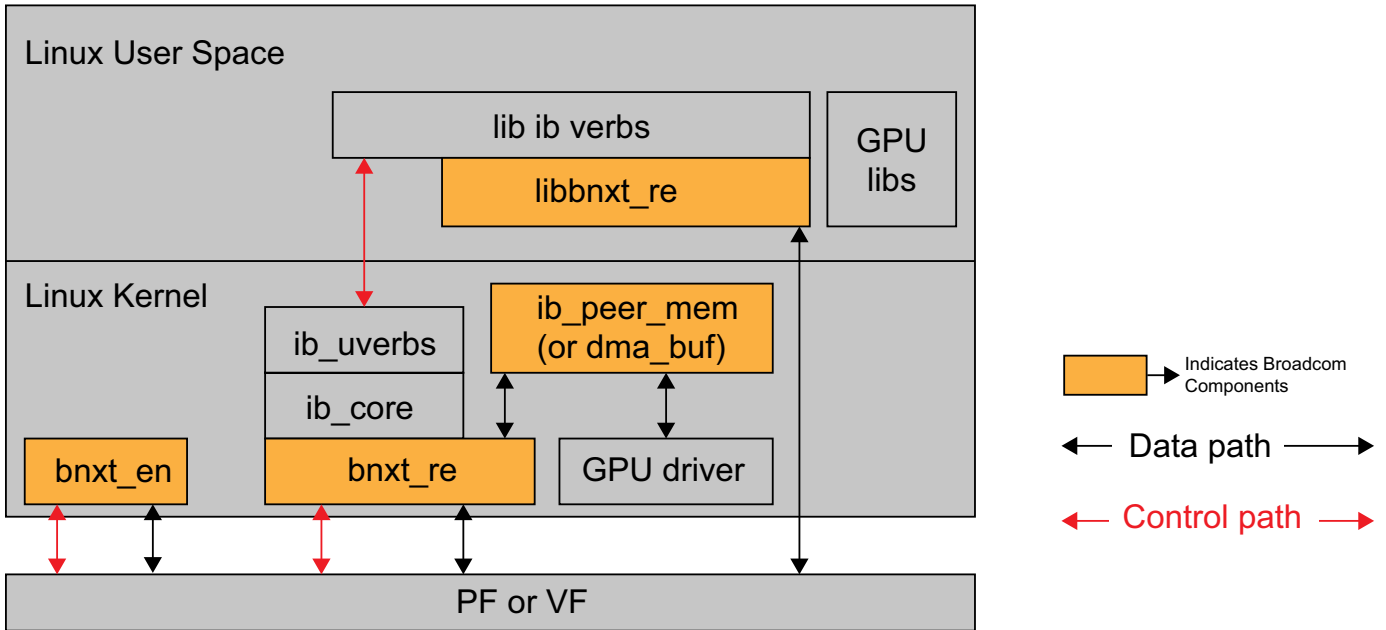 Linux User Space
lib ib verbs
GPU
libs
libbnxt_re
Linux Kernel
ib_peer_mem
(or dma_buf)
ib_uverbs
ib_core
bnxt_en
bnxt_re
GPU driver
PF or VF
Indicates Broadcom
Components
Data path
Control path